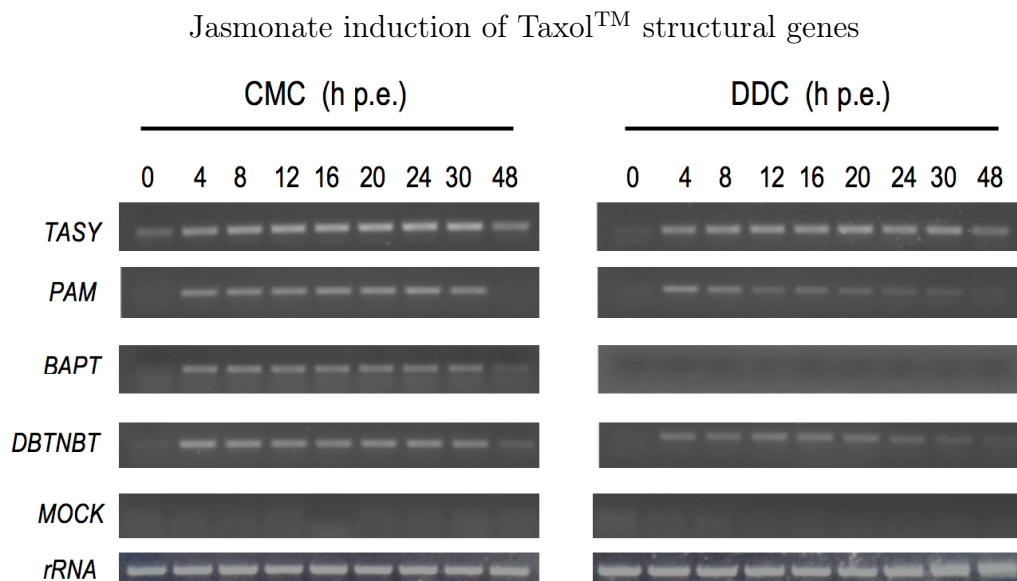 Jasmonate induction of Taxol™ structural genes
CMC (h p.e.)
DDC (h p.e.)
0 4 8 12 16 20 24 30 48
0 4 8 12 16 20 24 30 48
TASY
PAM
BAPT
DBTNBT
MOCK
rRNA